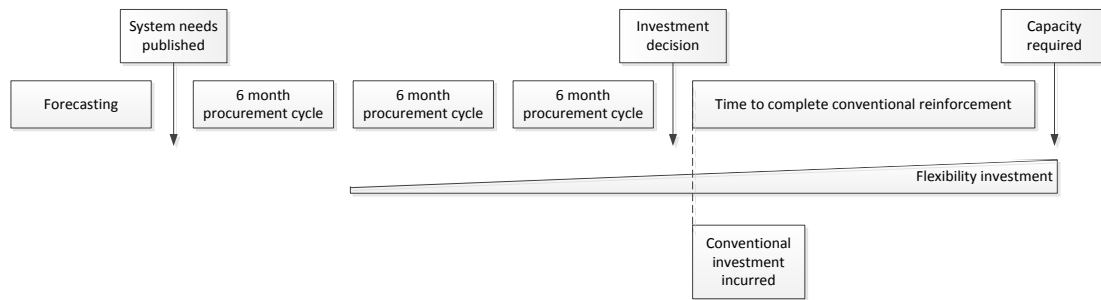 System needs
published
Investment
decision
Capacity
required
Forecasting
6 month
procurement cycle
6 month
procurement cycle
6 month
procurement cycle
Time to complete conventional reinforcement
Flexibility investment
Conventional
investment
incurred